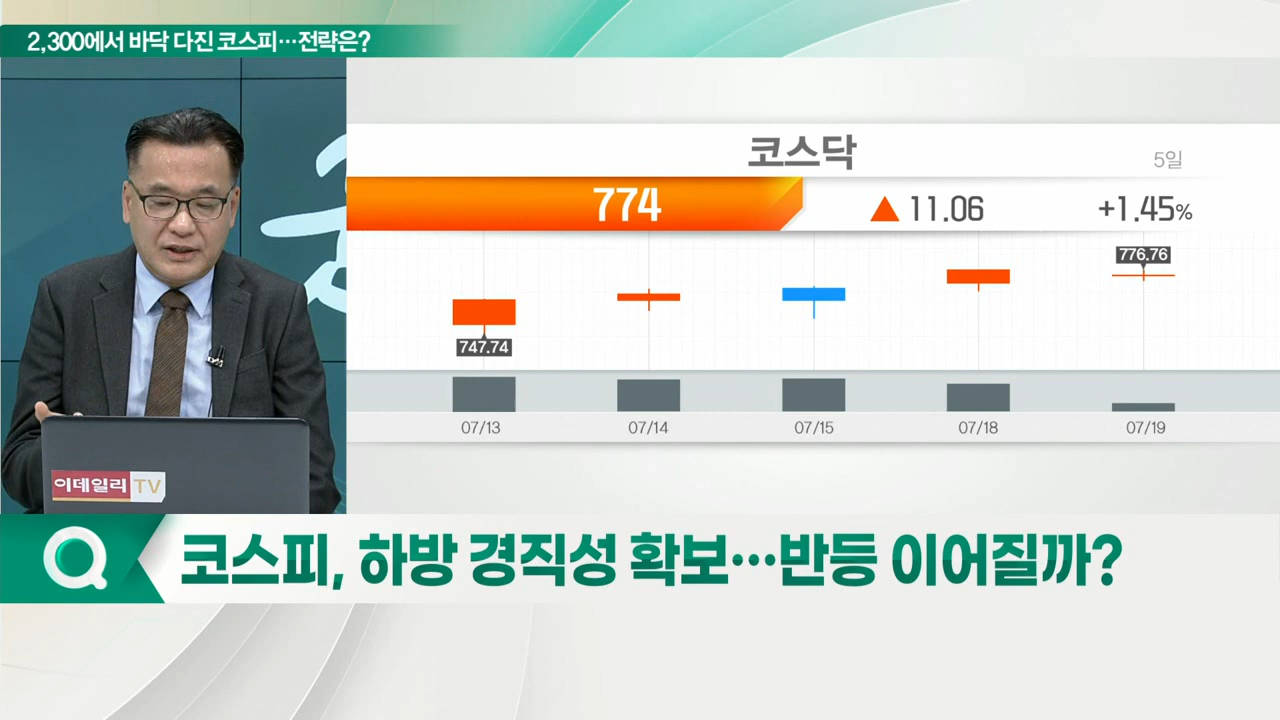 2,300에서 바닥 다진 코스피…전략은?
코스닥
5일
774 ▲ 11.06 +1.45%
776.76
747.74
07/13 07/14 07/15 07/18 07/19
이데일리 TV
코스피, 하방 경직성 확보…반등 이어질까?